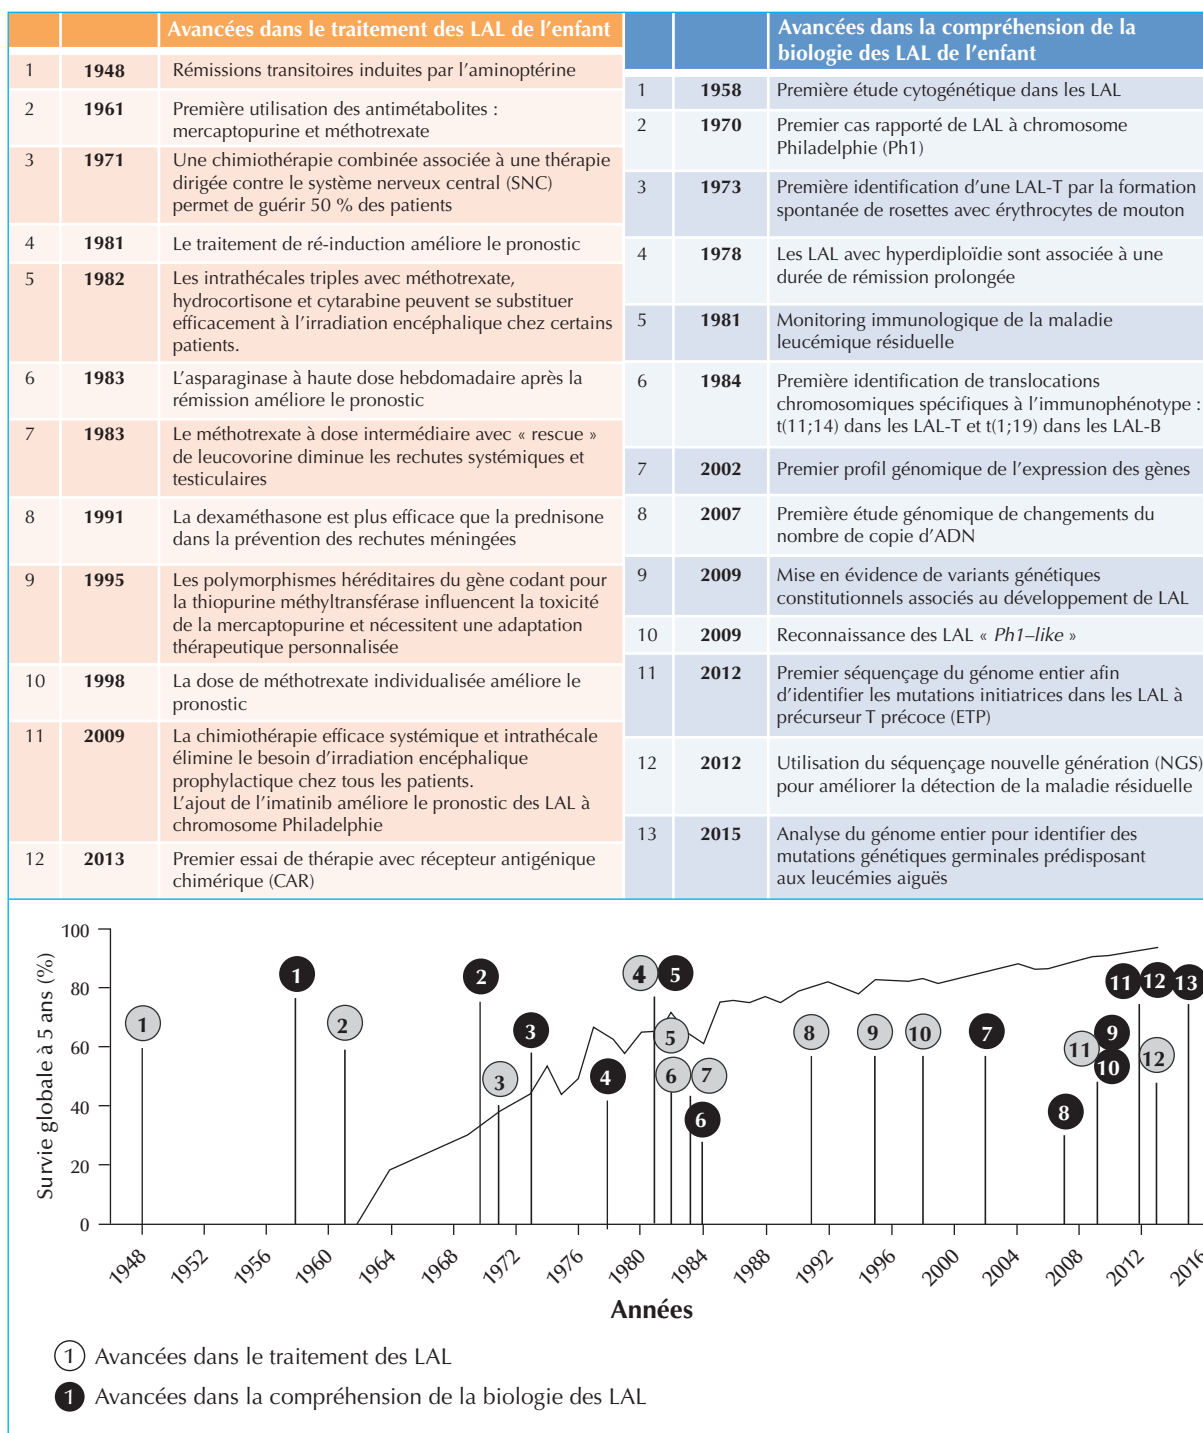 Avancées dans le traitement des LAL de l’enfant
1 1948 Rémissions transitoires induites par l’aminoptérine
2 1961 Première utilisation des antimétabolites :
mercaptopurine et méthotrexate
3 1971 Une chimiothérapie combinée associée à une thérapie
dirigée contre le système nerveux central (SNC)
permet de guérir 50 % des patients
4 1981 Le traitement de ré-induction améliore le pronostic
5 1982 Les intrathécales triples avec méthotrexate,
hydrocortisone et cytarabine peuvent se substituer
efficacement à l’irradiation encéphalique chez certains
patients.
6 1983 L’asparaginase à haute dose hebdomadaire après la
rémission améliore le pronostic
7 1983 Le méthotrexate à dose intermédiaire avec « rescue »
de leucovorine diminue les rechutes systémiques et
testiculaires
8 1991 La dexaméthasone est plus efficace que la prednisone
dans la prévention des rechutes méningées
9 1995 Les polymorphismes héréditaires du gène codant pour
la thiopurine méthyltransférase influencent la toxicité
de la mercaptopurine et nécessitent une adaptation
thérapeutique personnalisée
10 1998 La dose de méthotrexate individualisée améliore le
pronostic
11 2009 La chimiothérapie efficace systémique et intrathécale
élimine le besoin d’irradiation encéphalique
prophylactique chez tous les patients.
L’ajout de l’imatinib améliore le pronostic des LAL à
chromosome Philadelphie
12 2013 Premier essai de thérapie avec récepteur antigénique
chimérique (CAR)
Avancées dans la compréhension de la
biologie des LAL de l’enfant
1 1958 Première étude cytogénétique dans les LAL
2 1970 Premier cas rapporté de LAL à chromosome
Philadelphie (Ph1)
3 1973 Première identification d’une LAL-T par la formation
spontanée de rosettes avec érythrocytes de mouton
4 1978 Les LAL avec hyperdiploïdie sont associée à une
durée de rémission prolongée
5 1981 Monitoring immunologique de la maladie
leucémique résiduelle
6 1984 Première identification de translocations
chromosomiques spécifiques à l’immunophénotype :
t(11;14) dans les LAL-T et t(1;19) dans les LAL-B
7 2002 Premier profil génomique de l’expression des gènes
8 2007 Première étude génomique de changements du
nombre de copie d’ADN
9 2009 Mise en évidence de variants génétiques
constitutionnels associés au développement de LAL
10 2009 Reconnaissance des LAL « Ph1–like »
11 2012 Premier séquençage du génome entier afin
d’identifier les mutations initiatrices dans les LAL à
précurseur T précoce (ETP)
12 2012 Utilisation du séquençage nouvelle génération (NGS)
pour améliorer la détection de la maladie résiduelle
13 2015 Analyse du génome entier pour identifier des
mutations génétiques germinales prédisposant
aux leucémies aiguës
Survie globale à 5 ans (%)
100
80
60
40
20
0
1 2 3 4 5 6 7 8 9 10 11 12
1 2 3 4 5 6 7 8 9 10 11 12 13
1948 1952 1956 1960 1964 1968 1972 1976 1980 1984 1988 1992 1996 2000 2004 2008 2012 2016
Années
1 Avancées dans le traitement des LAL
1 Avancées dans la compréhension de la biologie des LAL